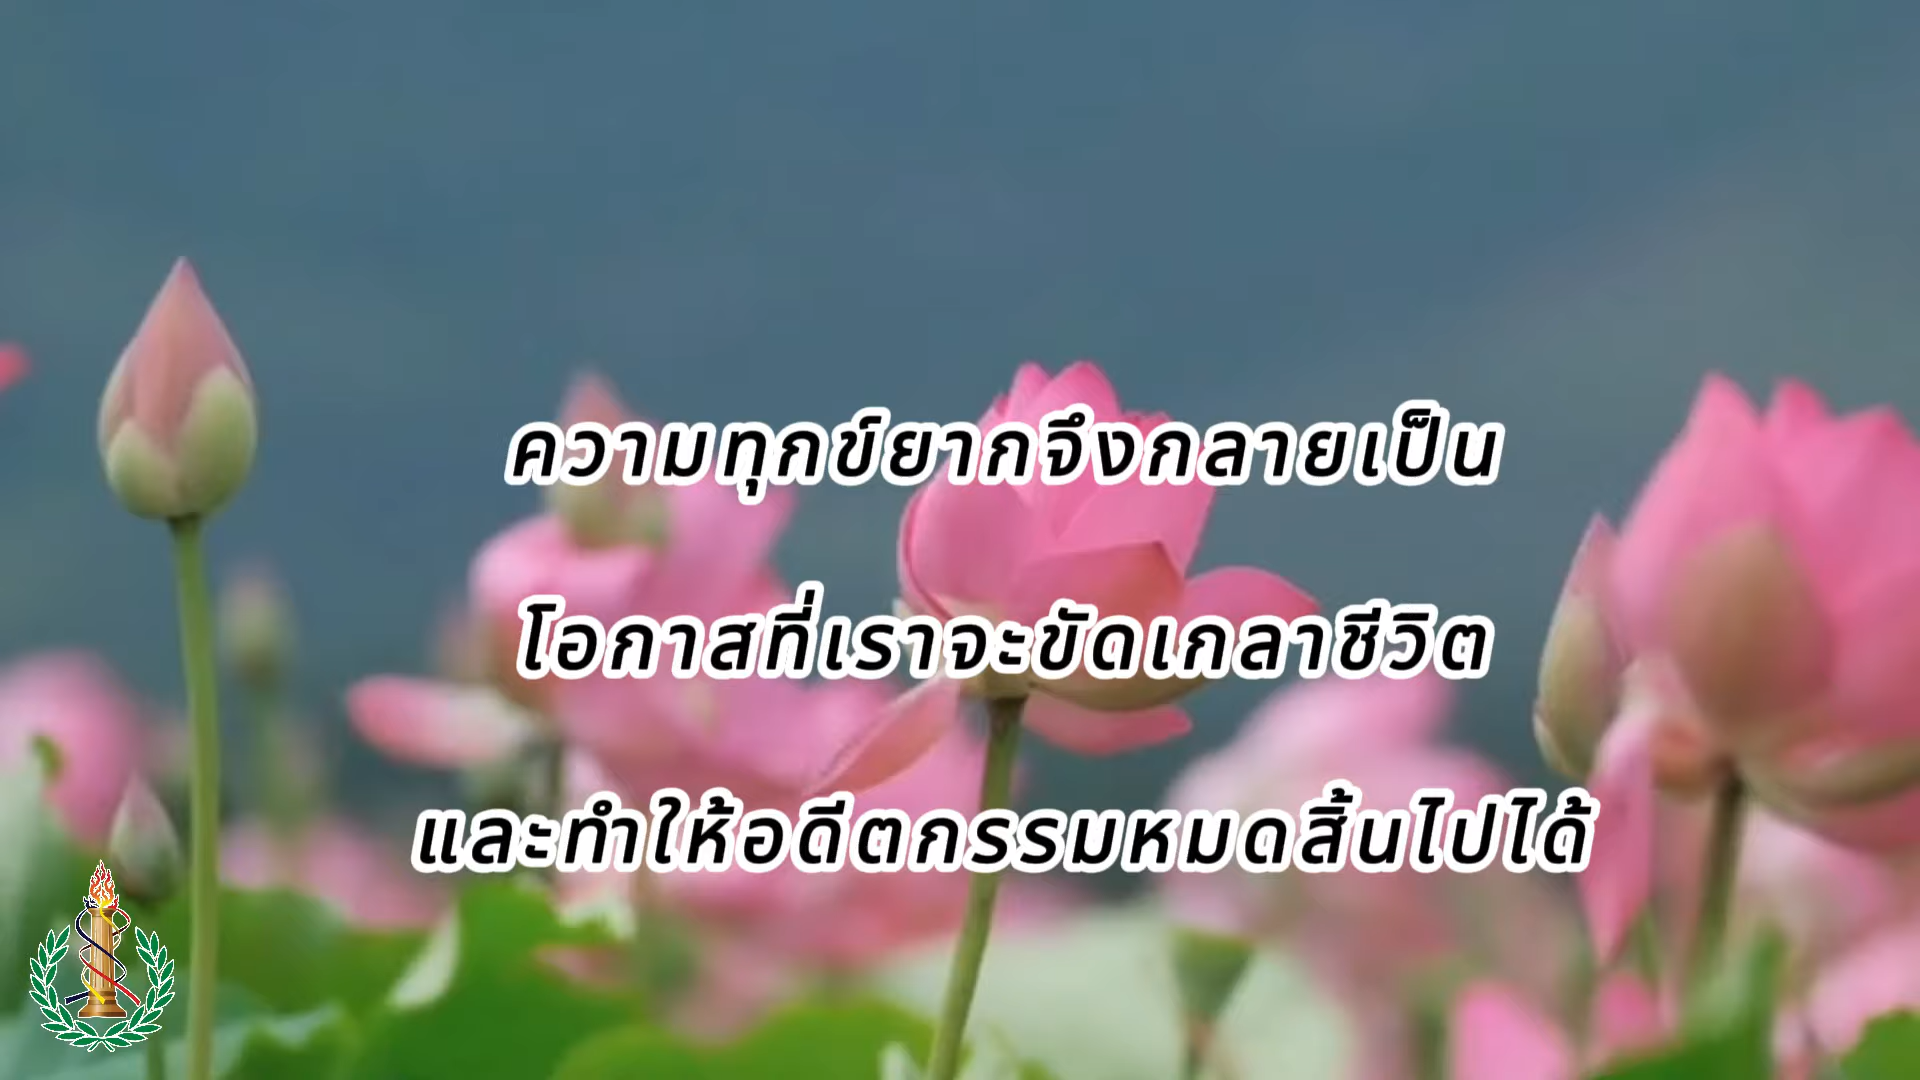 ความทุกข์ยากจึงกลายเป็น
โอกาสที่เราจะขัดเกลาชีวิต
และทำให้อดีตกรรมหมดสิ้นไปได้